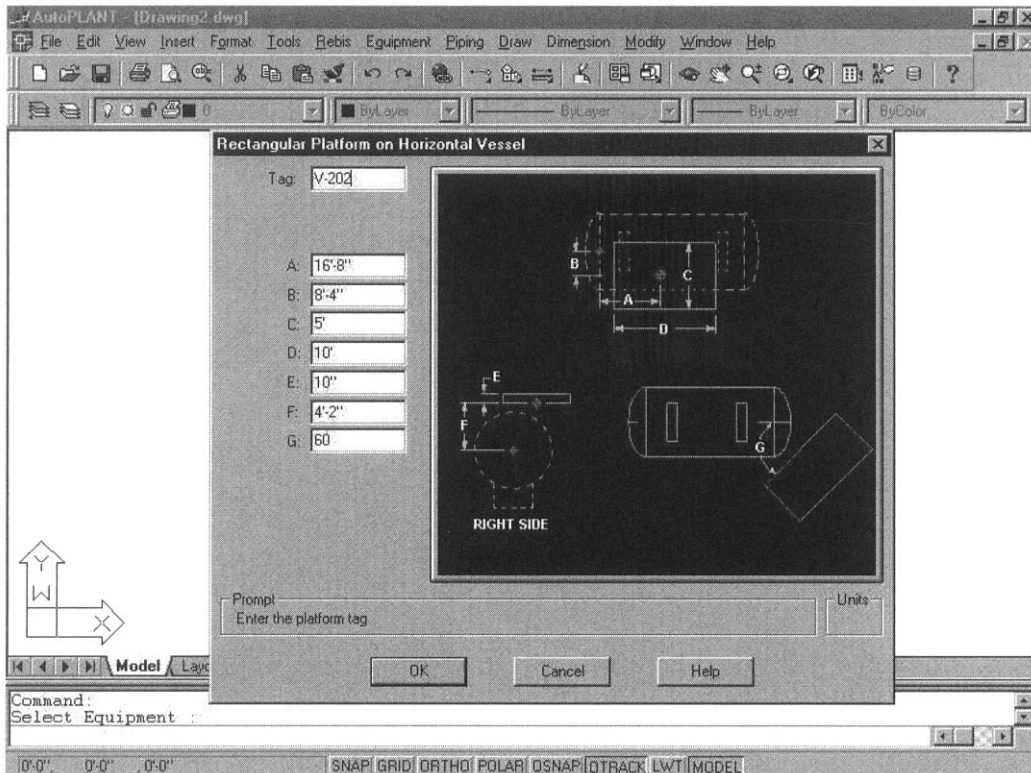 AutoPLANT - [Drawing2.dwg]
File Edit View Insert Format Tools Rebis Equipment Piping Draw Dimension Modify Window Help
0 ByLayer ByLayer ByLayer ByColor
Rectangular Platform on Horizontal Vessel
Tag: V-202
A: 16'-8"
B: 8'-4"
C: 5'
D: 10'
E: 10"
F: 4'-2"
G: 60
B
C
A
D
E
F
G
RIGHT SIDE
Y
W
X
Prompt
Enter the platform tag
Units
OK Cancel Help
Model Layo
Command:
Select Equipment :
0'-0", 0'-0" ,0'-0" SNAP GRID ORTHO POLAR OSNAP OTRACK LWT MODEL